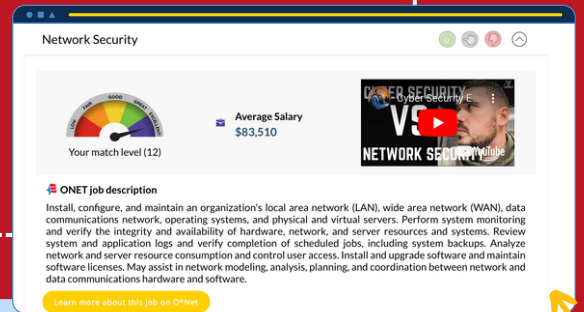 Network Security
LOW FAIR GOOD GREAT EXCELLENT
Your match level (12)
Average Salary
$83,510
CYBER SECURITY
Cyber Security E...
VS
NETWORK SECURITY
YouTube
ONET job description
Install, configure, and maintain an organization's local area network (LAN), wide area network (WAN), data
communications network, operating systems, and physical and virtual servers. Perform system monitoring
and verify the integrity and availability of hardware, network, and server resources and systems. Review
system and application logs and verify completion of scheduled jobs, including system backups. Analyze
network and server resource consumption and control user access. Install and upgrade software and maintain
software licenses. May assist in network modeling, analysis, planning, and coordination between network and
data communications hardware and software.
Learn more about this job on O*Net